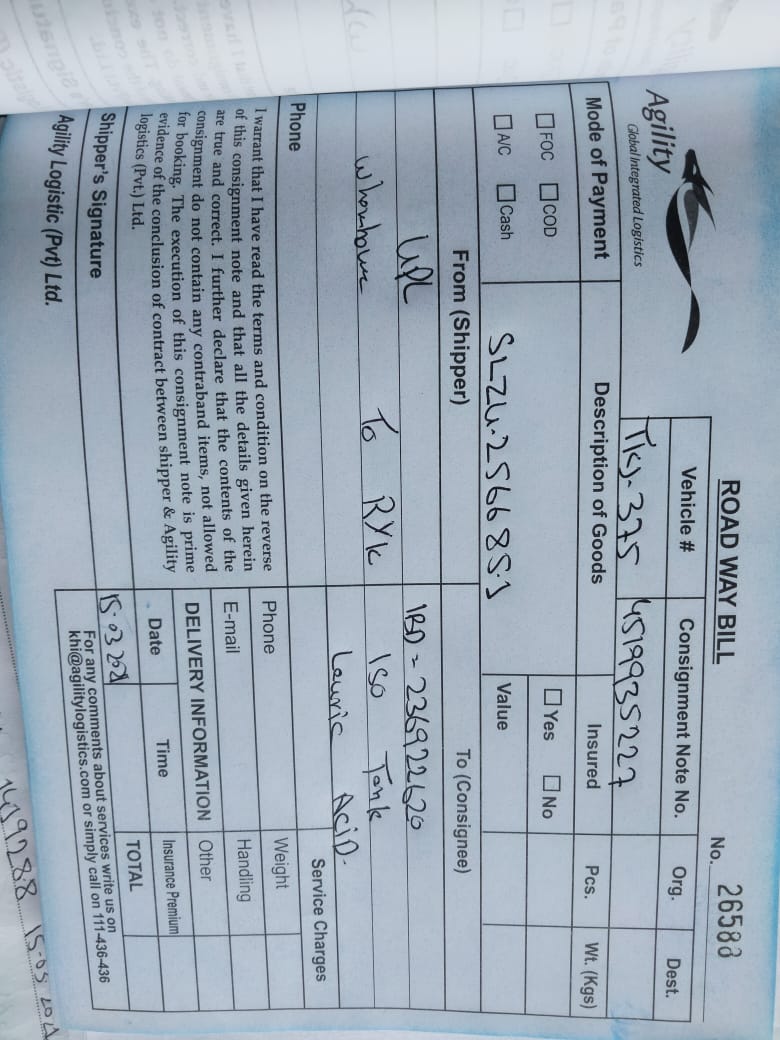 ROAD WAY BILL
No. 26588
Agility
Global Integrated Logistics
Vehicle #
Consignment Note No.
Org.
Dest.
TKJ-375
4519935227
Mode of Payment
Description of Goods
Insured
Pcs.
Wt. (Kgs)
FOC
COD
Yes
No
A/C
Cash
SLZU.256685.1
Value
From (Shipper)
To (Consignee)
UPL
IBD = 236922620
To RYK
ISO Tank
Lauric ACiD.
Phone
Service Charges
I warrant that I have read the terms and condition on the reverse
of this consignment note and that all the details given herein
are true and correct. I further declare that the contents of the
consignment do not contain any contraband items, not allowed
for booking. The execution of this consignment note is prime
evidence of the conclusion of contract between shipper & Agility
logistics (Pvt.) Ltd.
Phone
Weight
E-mail
Handling
DELIVERY INFORMATION
Other
Date
Time
Insurance Premium
15-03 2021
TOTAL
Shipper's Signature
For any comments about services write us on
khi@agilitylogistics.com or simply call on 111-436-436
Agility Logistic (Pvt) Ltd.
1419288 15-03 2021